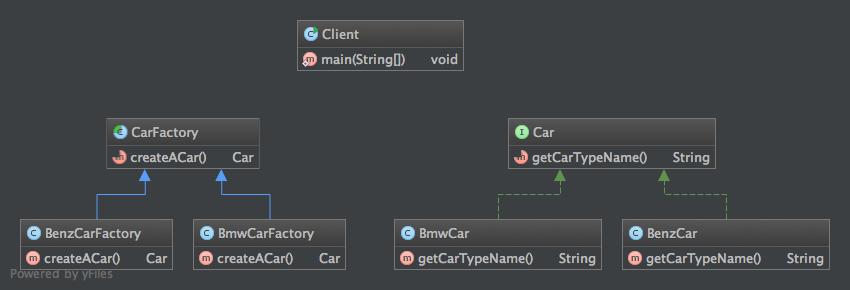 Client
main(String[]) void
CarFactory
createACar() Car
Car
getCarTypeName() String
BenzCarFactory
createACar() Car
BmwCarFactory
createACar() Car
BmwCar
getCarTypeName() String
BenzCar
getCarTypeName() String
Powered by yFiles